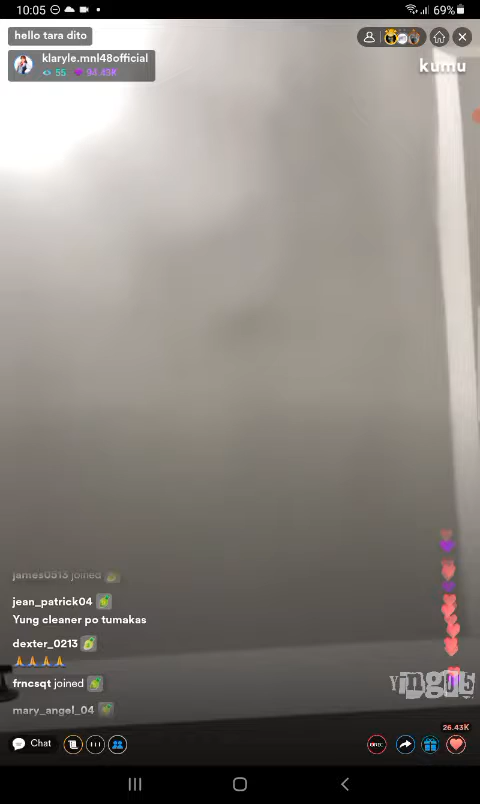 10:05
69%
hello tara dito
klaryle.mnl48official
55 94.43K
kumu
james0513 joined
jean_patrick04
Yung cleaner po tumakas
dexter_0213
frncsqt joined
mary_angel_04
Yingue
26.43K
Chat